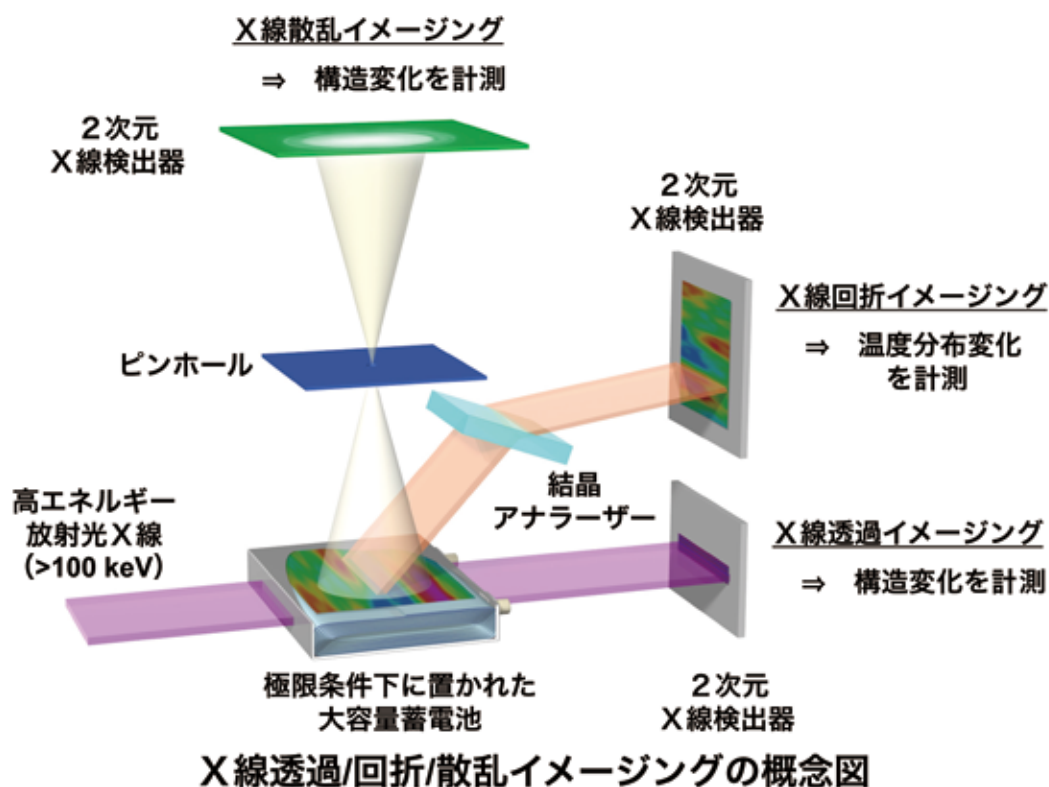 X線散乱イメージング
⇒ 構造変化を計測
２次元
X線検出器
２次元
X線検出器
X線回折イメージング
⇒ 温度分布変化
を計測
ピンホール
結晶
アナラーザー
高エネルギー
放射光X線
(>100 keV)
X線透過イメージング
⇒ 構造変化を計測
極限条件下に置かれた
大容量蓄電池
２次元
X線検出器
X線透過/回折/散乱イメージングの概念図